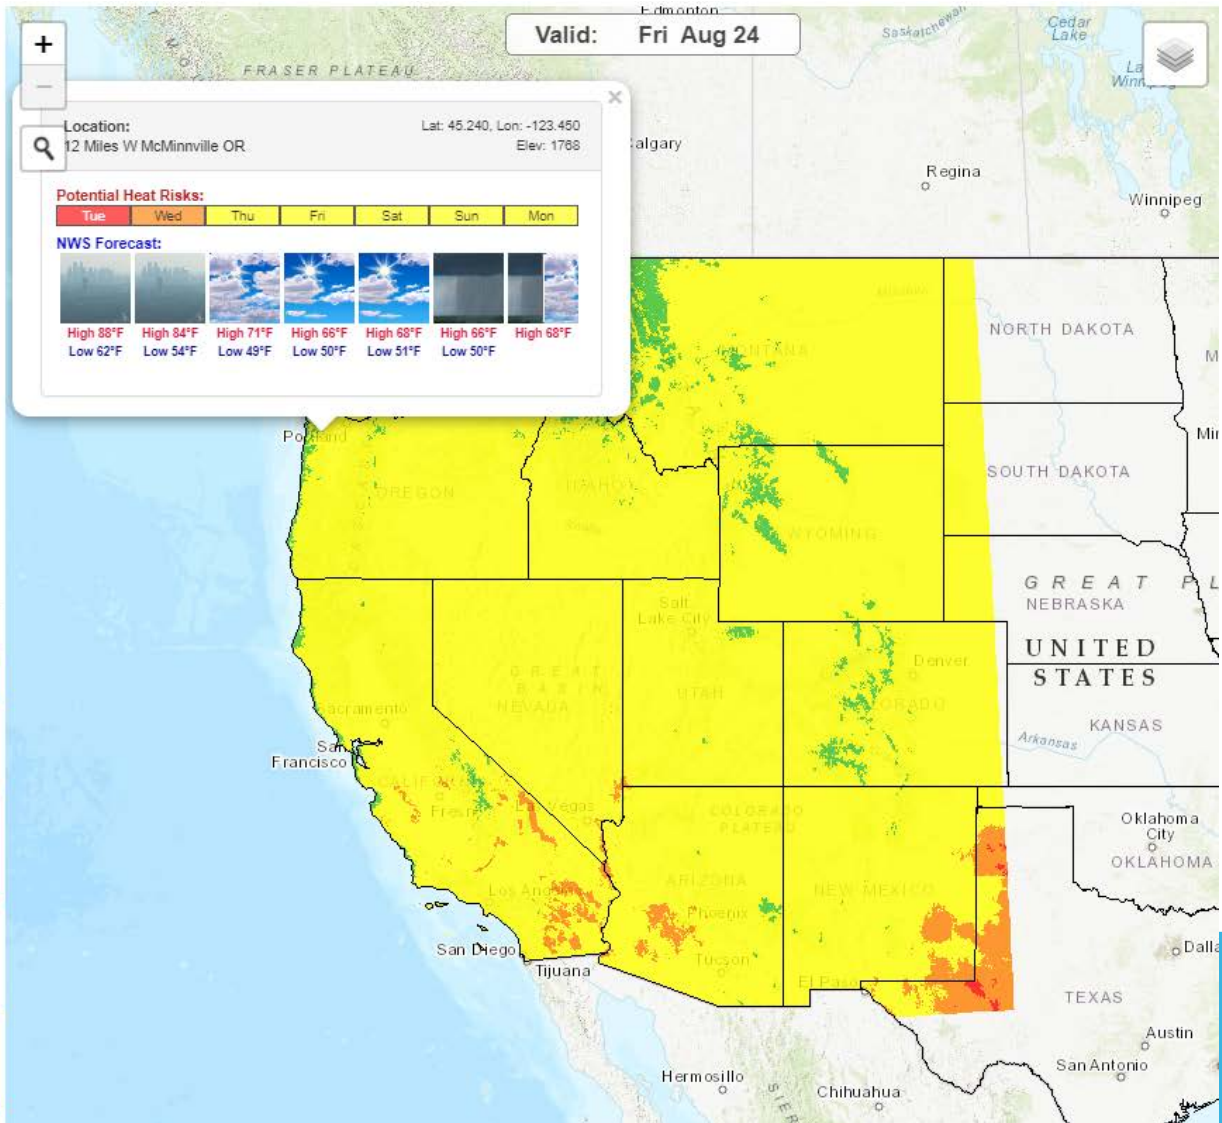 Edmonton
Valid: Fri Aug 24
Saskatchewan
Cedar
Lake
FRASER PLATEAU
+
−
×
Location:
12 Miles W McMinnville OR
Lat: 45.240, Lon: -123.450
Elev: 1768
Potential Heat Risks:
Tue Wed Thu Fri Sat Sun Mon
NWS Forecast:
High 88°F High 84°F High 71°F High 66°F High 68°F High 66°F High 68°F
Low 62°F Low 54°F Low 49°F Low 50°F Low 51°F Low 50°F
algary
Regina
Winnipeg
NORTH DAKOTA
MONTANA
SOUTH DAKOTA
Min
Portland
OREGON
IDAHO
WYOMING
GREAT PL
NEBRASKA
Salt
Lake City
UNITED
STATES
Denver
GREAT
BASIN
NEVADA
UTAH
COLORADO
KANSAS
Arkansas
Sacramento
San
Francisco
CALIFORNIA
Fresno
Las Vegas
COLORADO
PLATEAU
Oklahoma
City
OKLAHOMA
Los Angeles
ARIZONA
NEW MEXICO
Phoenix
San Diego
Tijuana
Tucson
El Paso
Dalla
TEXAS
Austin
San Antonio
Hermosillo
Chihuahua
SIER